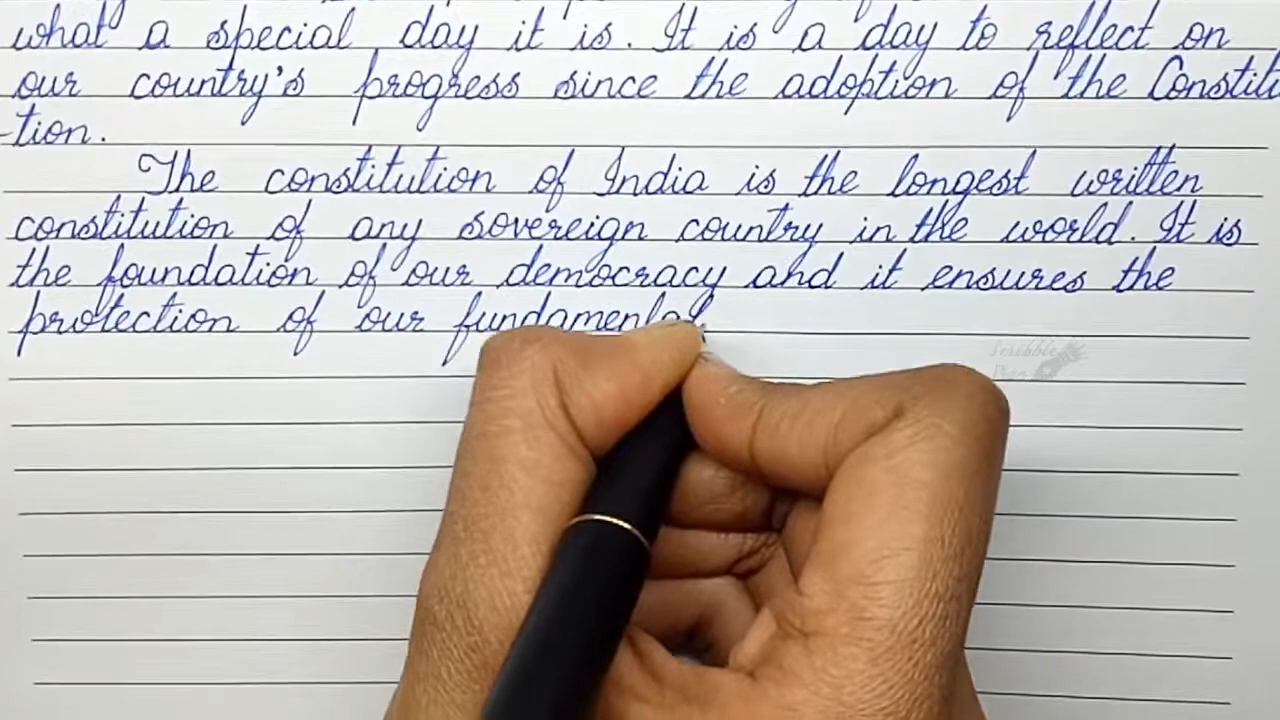 what a special day it is. It is a day to reflect on
our country's progress since the adoption of the Constitu
-tion.
The constitution of India is the longest written
constitution of any sovereign country in the world. It is
the foundation of our democracy and it ensures the
protection of our fundamental
Scribble